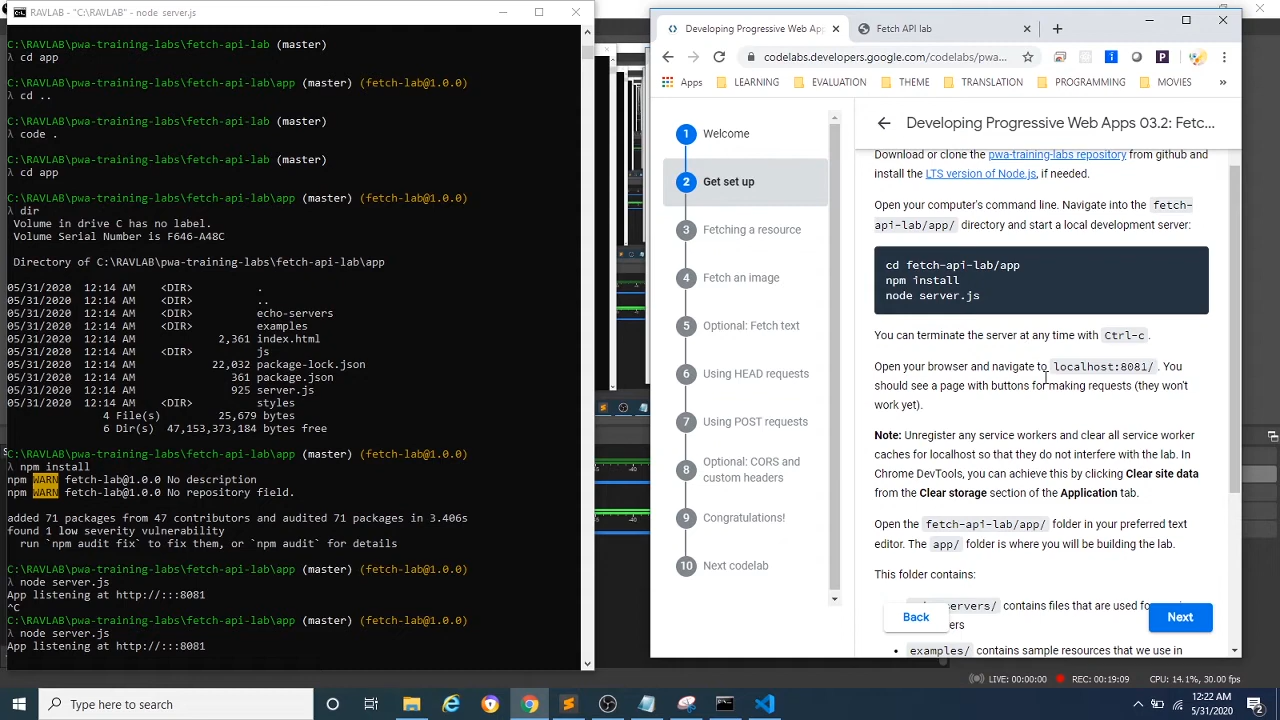 RAVLAB - "C:\RAVLAB" - node server.js
C:\RAVLAB\pwa-training-labs\fetch-api-lab (master)
λ cd app
C:\RAVLAB\pwa-training-labs\fetch-api-lab\app (master) (fetch-lab@1.0.0)
λ cd ..
C:\RAVLAB\pwa-training-labs\fetch-api-lab (master)
λ code .
C:\RAVLAB\pwa-training-labs\fetch-api-lab (master)
λ cd app
C:\RAVLAB\pwa-training-labs\fetch-api-lab\app (master) (fetch-lab@1.0.0)
λ dir
Volume in drive C has no label.
Volume Serial Number is F646-A48C
Directory of C:\RAVLAB\pwa-training-labs\fetch-api-lab\app
05/31/2020 12:14 AM <DIR> .
05/31/2020 12:14 AM <DIR> ..
05/31/2020 12:14 AM <DIR> echo-servers
05/31/2020 12:14 AM <DIR> examples
05/31/2020 12:14 AM 2,361 index.html
05/31/2020 12:14 AM <DIR> js
05/31/2020 12:14 AM 22,032 package-lock.json
05/31/2020 12:14 AM 361 package.json
05/31/2020 12:14 AM 925 server.js
05/31/2020 12:14 AM <DIR> styles
4 File(s) 25,679 bytes
6 Dir(s) 47,153,373,184 bytes free
C:\RAVLAB\pwa-training-labs\fetch-api-lab\app (master) (fetch-lab@1.0.0)
λ npm install
npm WARN fetch-lab@1.0.0 No description
npm WARN fetch-lab@1.0.0 No repository field.
added 71 packages from 47 contributors and audited 71 packages in 3.406s
found 1 low severity vulnerability
run `npm audit fix` to fix them, or `npm audit` for details
C:\RAVLAB\pwa-training-labs\fetch-api-lab\app (master) (fetch-lab@1.0.0)
λ node server.js
App listening at http://:::8081
^C
C:\RAVLAB\pwa-training-labs\fetch-api-lab\app (master) (fetch-lab@1.0.0)
λ node server.js
App listening at http://:::8081
Developing Progressive Web App
Fetch API lab
codelabs.developers.google.com/codelabs/pwa...
Apps
LEARNING
EVALUATION
THEME
TRANSLATION
PROGRAMMING
MOVIES
»
1 Welcome
2 Get set up
3 Fetching a resource
4 Fetch an image
5 Optional: Fetch text
6 Using HEAD requests
7 Using POST requests
8 Optional: CORS and
custom headers
9 Congratulations!
10 Next codelab
Developing Progressive Web Apps 03.2: Fetc...
Download or clone the pwa-training-labs repository from github and
install the LTS version of Node.js, if needed.
Open your computer's command line. Navigate into the fetch-
api-lab/app/ directory and start a local development server:
cd fetch-api-lab/app
npm install
node server.js
You can terminate the server at any time with Ctrl-c.
Open your browser and navigate to localhost:8081/. You
should see a page with buttons for making requests (they won't
work yet).
Note: Unregister any service workers and clear all service worker
caches for localhost so that they do not interfere with the lab. In
Chrome DevTools, you can achieve this by clicking Clear site data
from the Clear storage section of the Application tab.
Open the fetch-api-lab/app/ folder in your preferred text
editor. The app/ folder is where you will be building the lab.
This folder contains:
servers/ contains files that are used for
Back
Next
examples/ contains sample resources that we use in
LIVE: 00:00:00
REC: 00:19:09
CPU: 14.1%, 30.00 fps
Type here to search
12:22 AM
5/31/2020
2